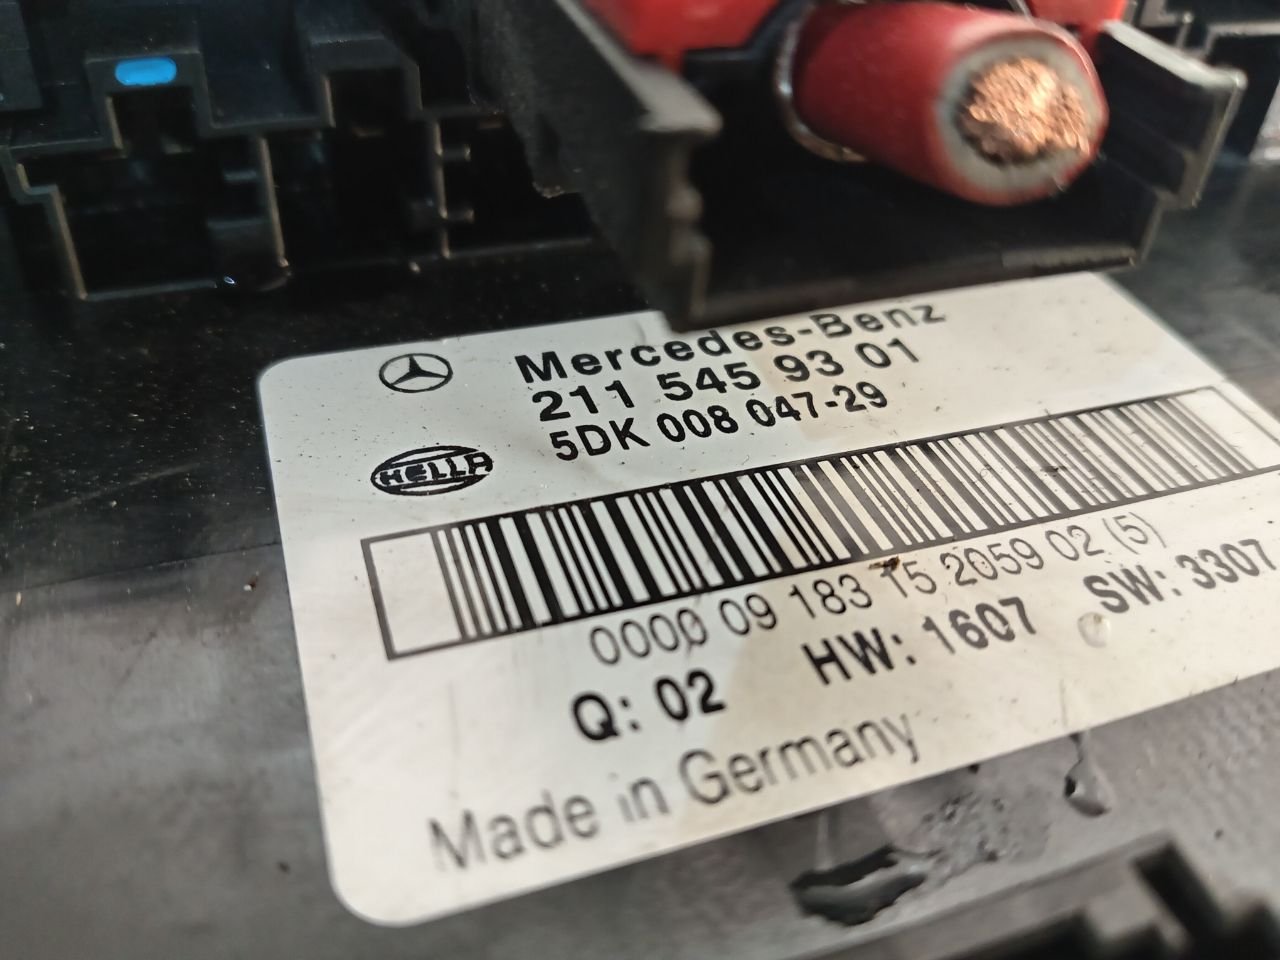 Mercedes-Benz
211 545 93 01
5DK 008 047-29
HELLA
0000 09 183 15 2059 02 (5)
Q: 02 HW: 1607 SW: 3307
Made in Germany